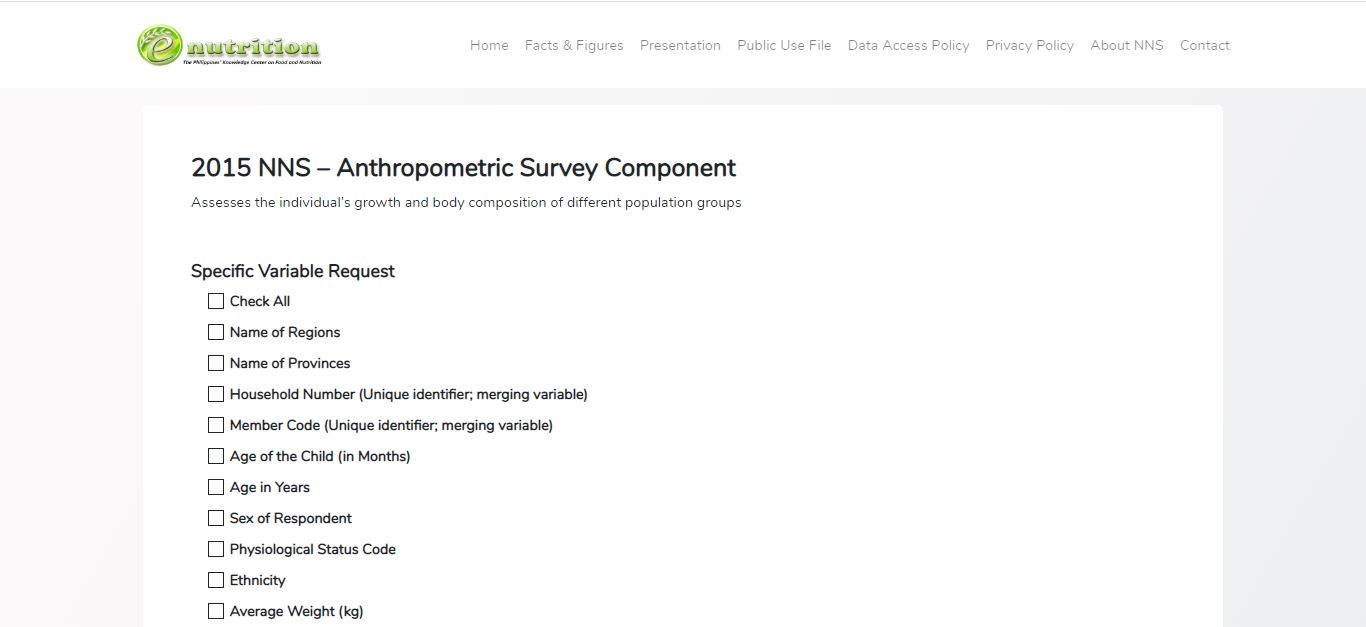 e nutrition
The Philippines' Knowledge Center on Food and Nutrition
Home Facts & Figures Presentation Public Use File Data Access Policy Privacy Policy About NNS Contact
2015 NNS – Anthropometric Survey Component
Assesses the individual's growth and body composition of different population groups
Specific Variable Request
Check All
Name of Regions
Name of Provinces
Household Number (Unique identifier; merging variable)
Member Code (Unique identifier; merging variable)
Age of the Child (in Months)
Age in Years
Sex of Respondent
Physiological Status Code
Ethnicity
Average Weight (kg)